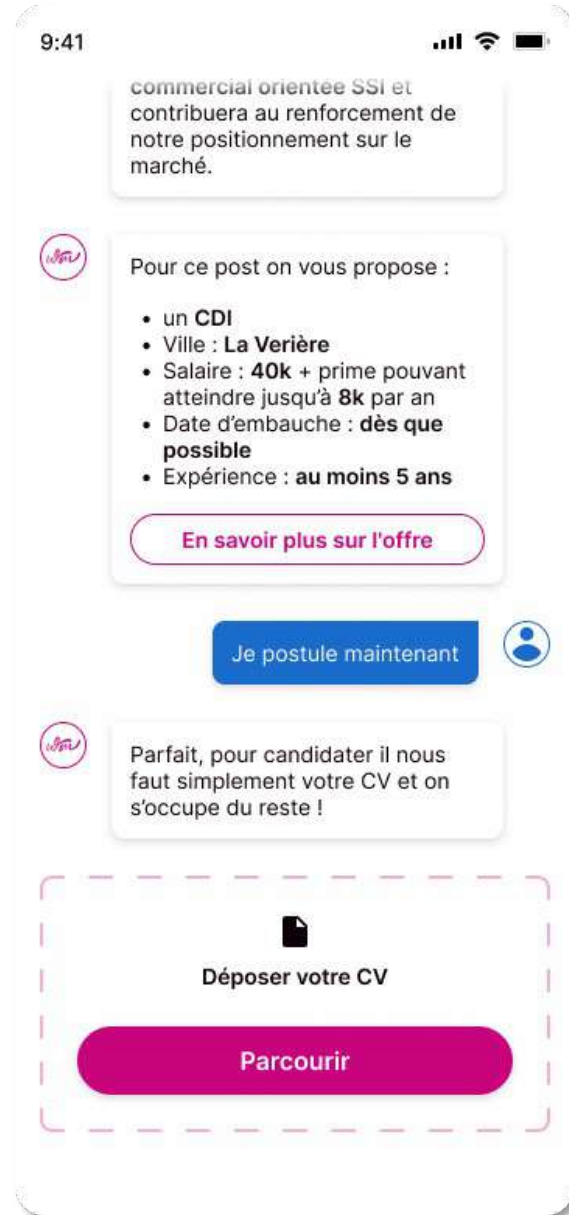 9:41
commercial orientée SSI et
contribuera au renforcement de
notre positionnement sur le
marché.
Pour ce post on vous propose :
• un CDI
• Ville : La Verière
• Salaire : 40k + prime pouvant
atteindre jusqu'à 8k par an
• Date d'embauche : dès que
possible
• Expérience : au moins 5 ans
En savoir plus sur l'offre
Je postule maintenant
Parfait, pour candidater il nous
faut simplement votre CV et on
s'occupe du reste !
Déposer votre CV
Parcourir